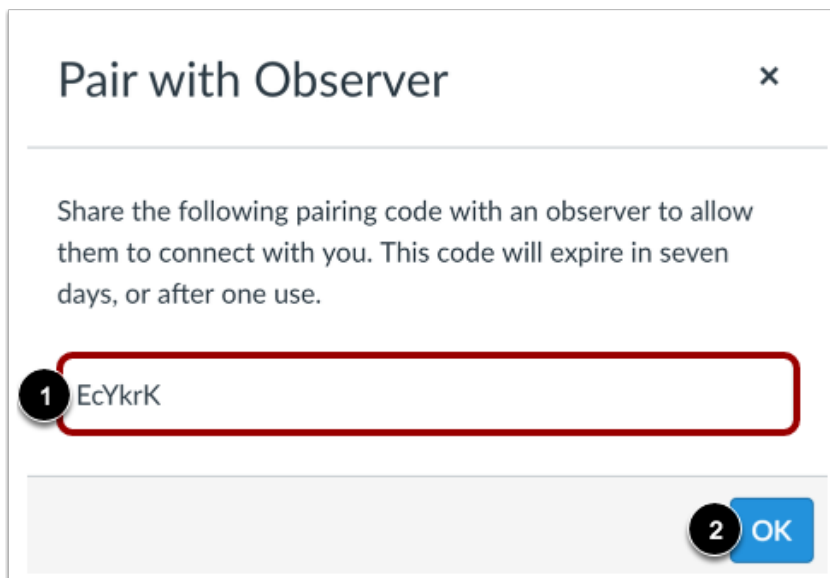 Pair with Observer ×
Share the following pairing code with an observer to allow
them to connect with you. This code will expire in seven
days, or after one use.
1 EcYkrK
2 OK